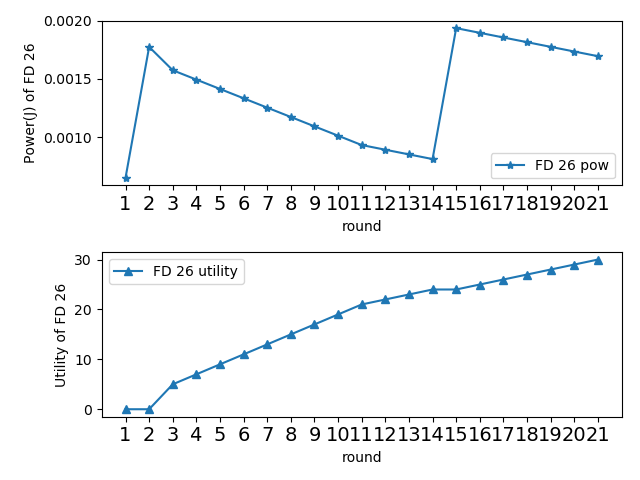 0.0020
0.0015
0.0010
Power(J) of FD 26
FD 26 pow
1 2 3 4 5 6 7 8 9 10 11 12 13 14 15 16 17 18 19 20 21
round
30
20
10
0
Utility of FD 26
FD 26 utility
1 2 3 4 5 6 7 8 9 10 11 12 13 14 15 16 17 18 19 20 21
round